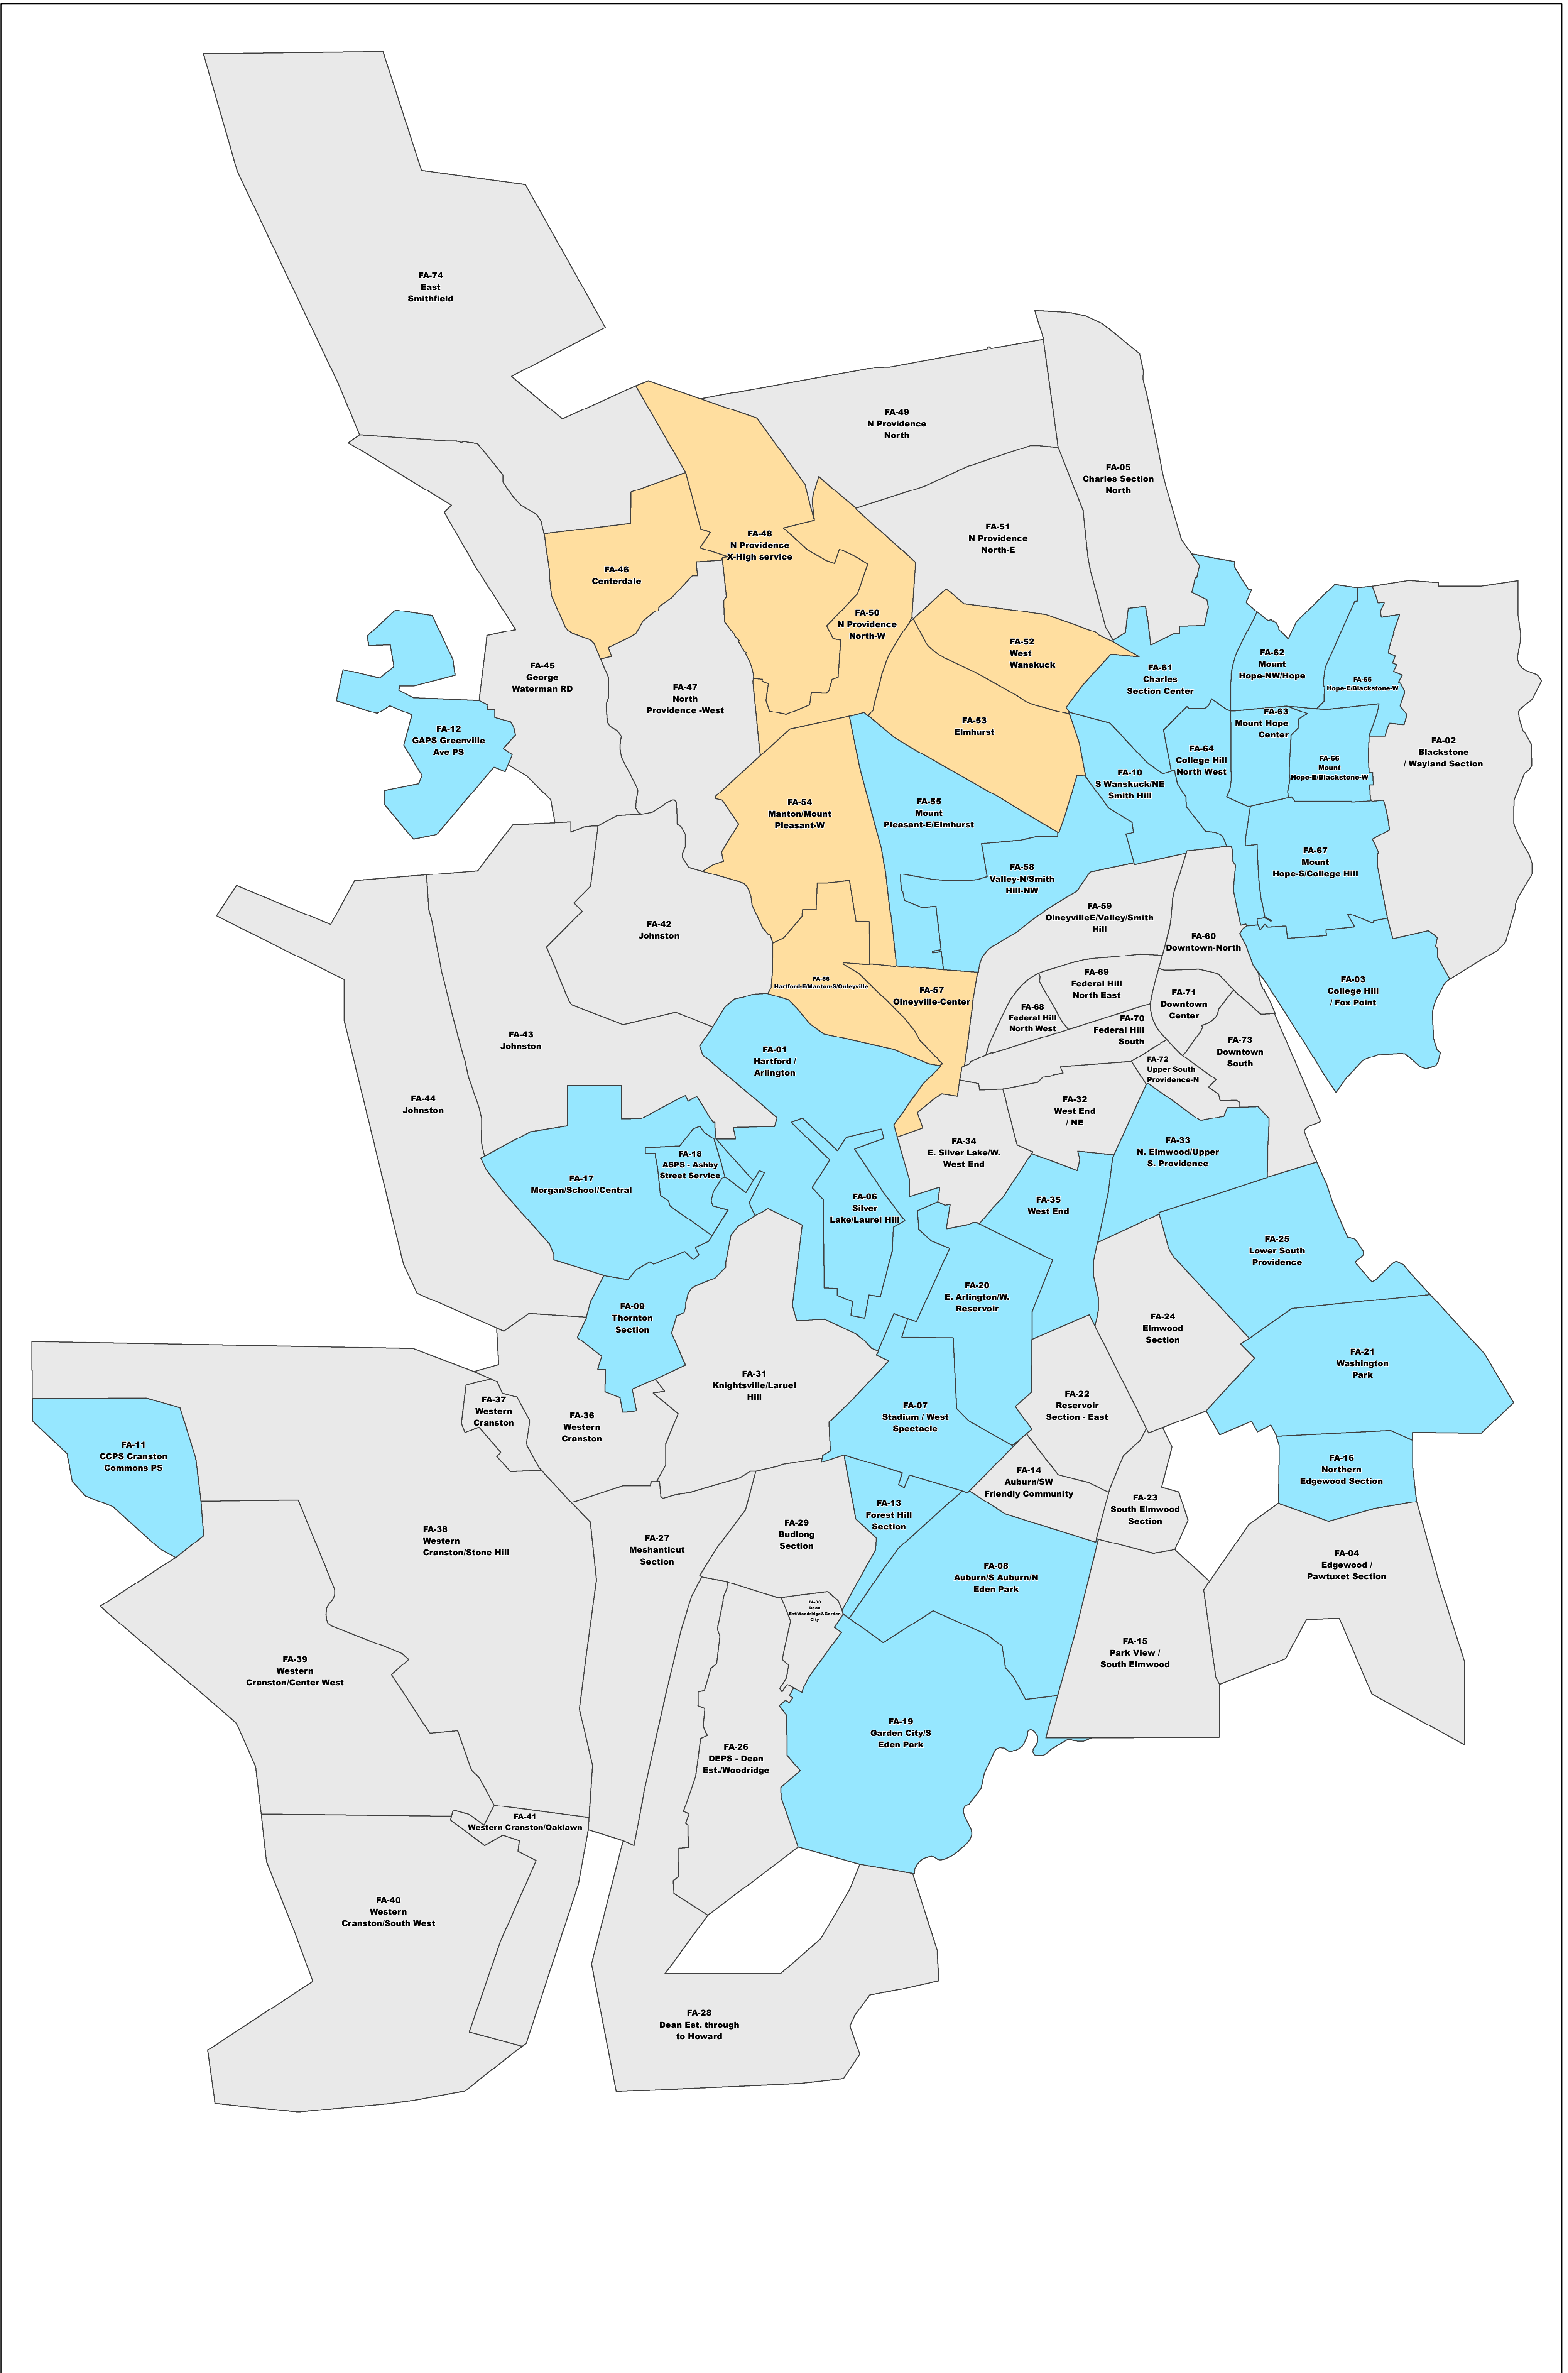 FA-74
East
Smithfield
FA-49
N Providence
North
FA-05
Charles Section
North
FA-51
N Providence
North-E
FA-48
N Providence
X-High service
FA-46
Centerdale
FA-50
N Providence
North-W
FA-52
West
Wanskuck
FA-62
Mount
Hope-NW/Hope
FA-61
Charles
Section Center
FA-65
Hope-E/Blackstone-W
FA-45
George
Waterman RD
FA-47
North
Providence -West
FA-53
Elmhurst
FA-63
Mount Hope
Center
FA-12
GAPS Greenville
Ave PS
FA-02
Blackstone
/ Wayland Section
FA-64
College Hill
North West
FA-66
Mount
Hope-E/Blackstone-W
FA-10
S Wanskuck/NE
Smith Hill
FA-54
Manton/Mount
Pleasant-W
FA-55
Mount
Pleasant-E/Elmhurst
FA-67
Mount
Hope-S/College Hill
FA-58
Valley-N/Smith
Hill-NW
FA-59
OlneyvilleE/Valley/Smith
Hill
FA-42
Johnston
FA-60
Downtown-North
FA-69
Federal Hill
North East
FA-56
Hartford-E/Manton-S/Onleyville
FA-57
Olneyville-Center
FA-03
College Hill
/ Fox Point
FA-71
Downtown
Center
FA-68
Federal Hill
North West
FA-70
Federal Hill
South
FA-43
Johnston
FA-01
Hartford /
Arlington
FA-73
Downtown
South
FA-72
Upper South
Providence-N
FA-44
Johnston
FA-32
West End
/ NE
FA-34
E. Silver Lake/W.
West End
FA-33
N. Elmwood/Upper
S. Providence
FA-18
ASPS - Ashby
Street Service
FA-17
Morgan/School/Central
FA-06
Silver
Lake/Laurel Hill
FA-35
West End
FA-25
Lower South
Providence
FA-20
E. Arlington/W.
Reservoir
FA-09
Thornton
Section
FA-24
Elmwood
Section
FA-21
Washington
Park
FA-31
Knightsville/Laruel
Hill
FA-22
Reservoir
Section - East
FA-37
Western
Cranston
FA-36
Western
Cranston
FA-07
Stadium / West
Spectacle
FA-11
CCPS Cranston
Commons PS
FA-16
Northern
Edgewood Section
FA-14
Auburn/SW
Friendly Community
FA-23
South Elmwood
Section
FA-13
Forest Hill
Section
FA-29
Budlong
Section
FA-38
Western
Cranston/Stone Hill
FA-27
Meshanticut
Section
FA-04
Edgewood /
Pawtuxet Section
FA-08
Auburn/S Auburn/N
Eden Park
FA-30
Dean
Est/Woodridge&Garden
City
FA-15
Park View /
South Elmwood
FA-39
Western
Cranston/Center West
FA-19
Garden City/S
Eden Park
FA-26
DEPS - Dean
Est./Woodridge
FA-41
Western Cranston/Oaklawn
FA-40
Western
Cranston/South West
FA-28
Dean Est. through
to Howard